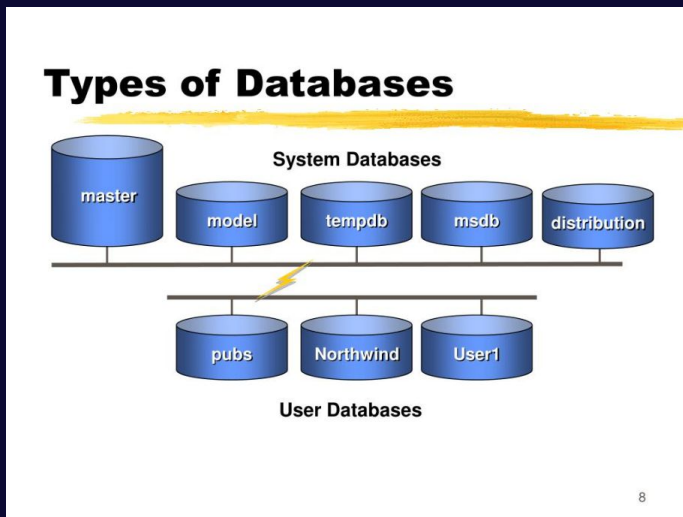 Types of Databases
System Databases
master
model
tempdb
msdb
distribution
pubs
Northwind
User1
User Databases
8